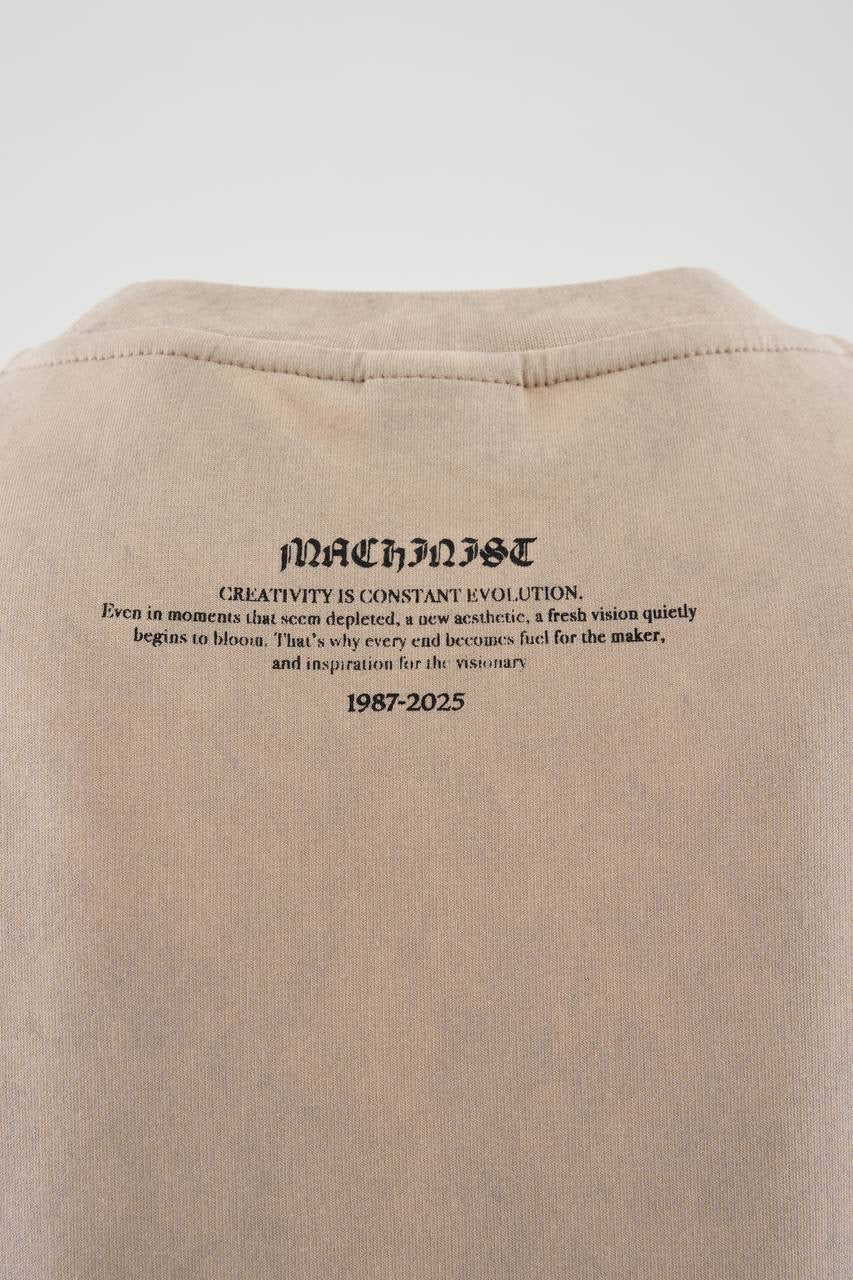 MACHINIST
CREATIVITY IS CONSTANT EVOLUTION.
Even in moments that seem depleted, a new aesthetic, a fresh vision quietly
begins to bloom. That's why every end becomes fuel for the maker,
and inspiration for the visionary
1987-2025